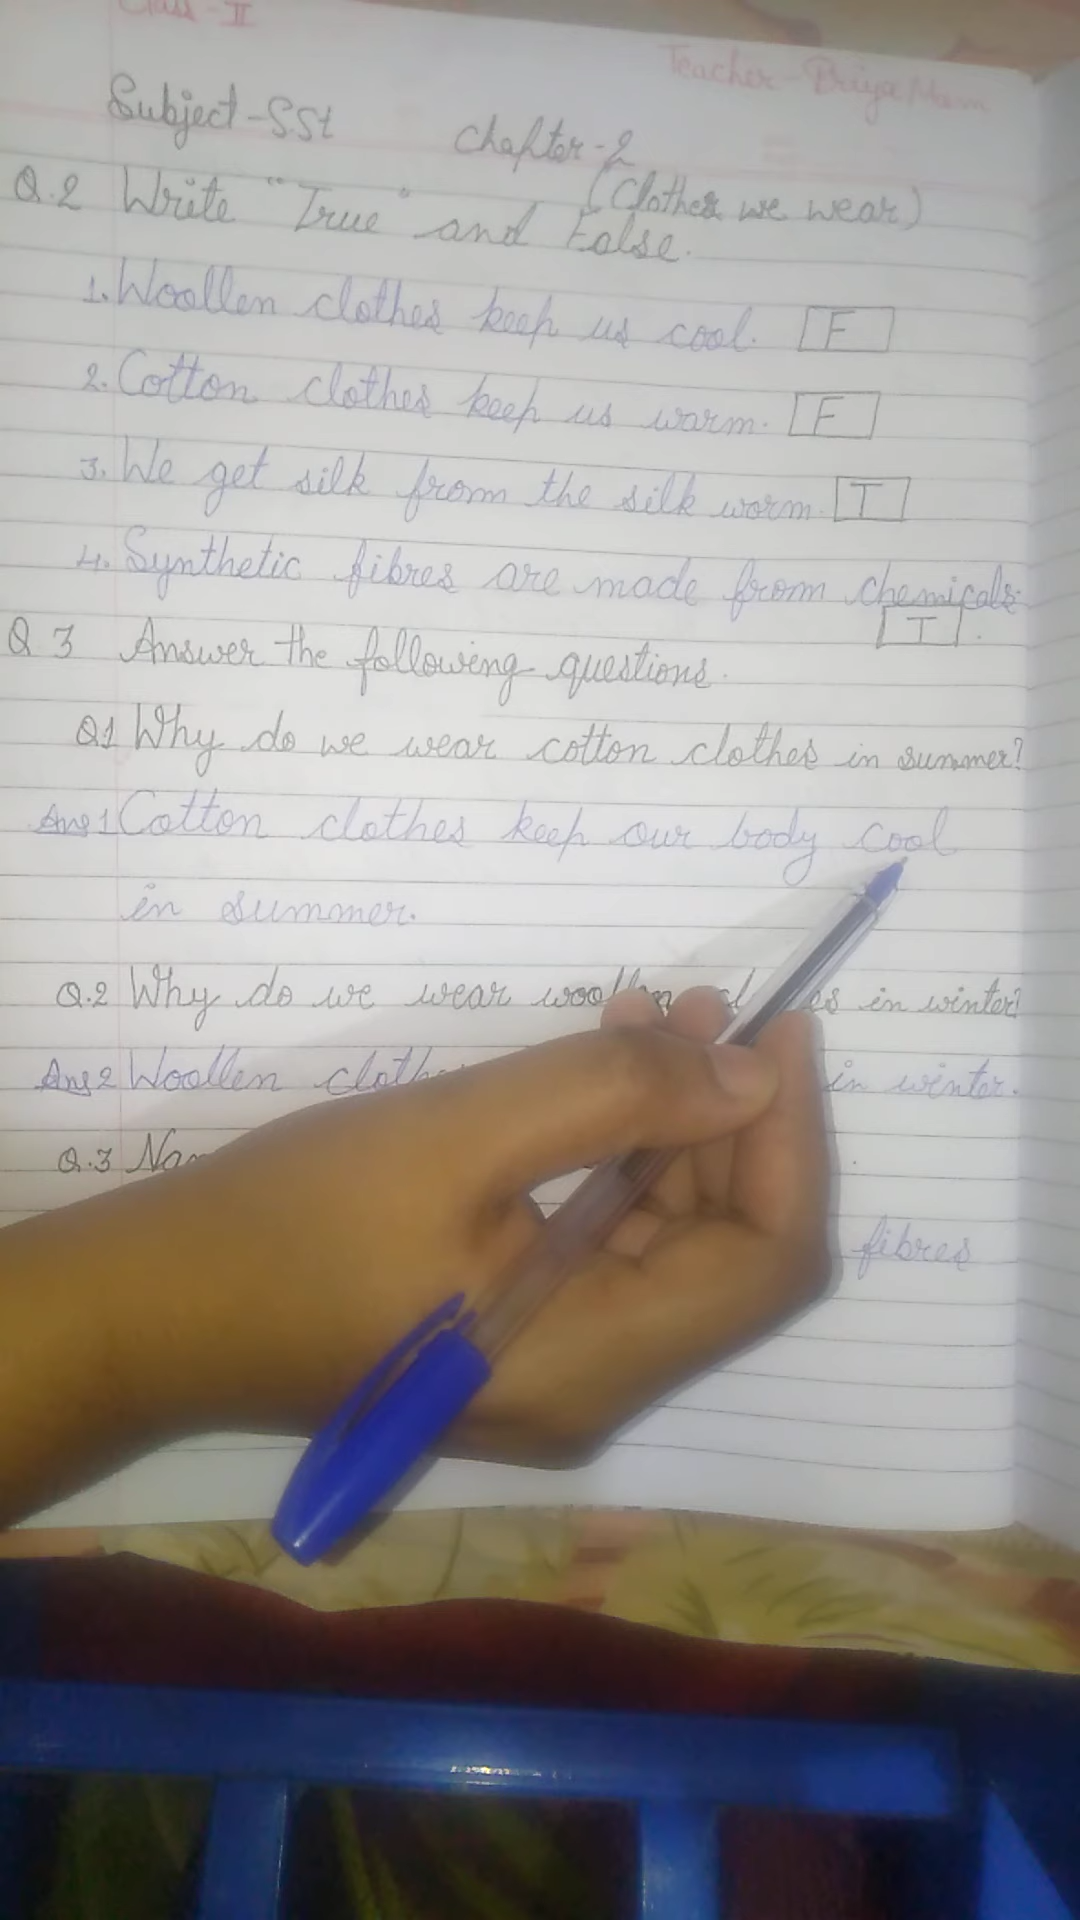 Class-II
Teacher-Priya Mam
Subject-S.St
Chapter-2
(Clothes we wear)
Q.2 Write "True" and False.
1. Woollen clothes keep us cool. F
2. Cotton clothes keep us warm. F
3. We get silk from the silk worm. T
4. Synthetic fibres are made from chemicals.
T
Q 3 Answer the following questions.
Q1 Why do we wear cotton clothes in summer?
Ans 1 Cotton clothes keep our body cool
in summer.
Q.2 Why do we wear woollen in winter?
Ans 2 Woollen in winter.
Q.3
fibres